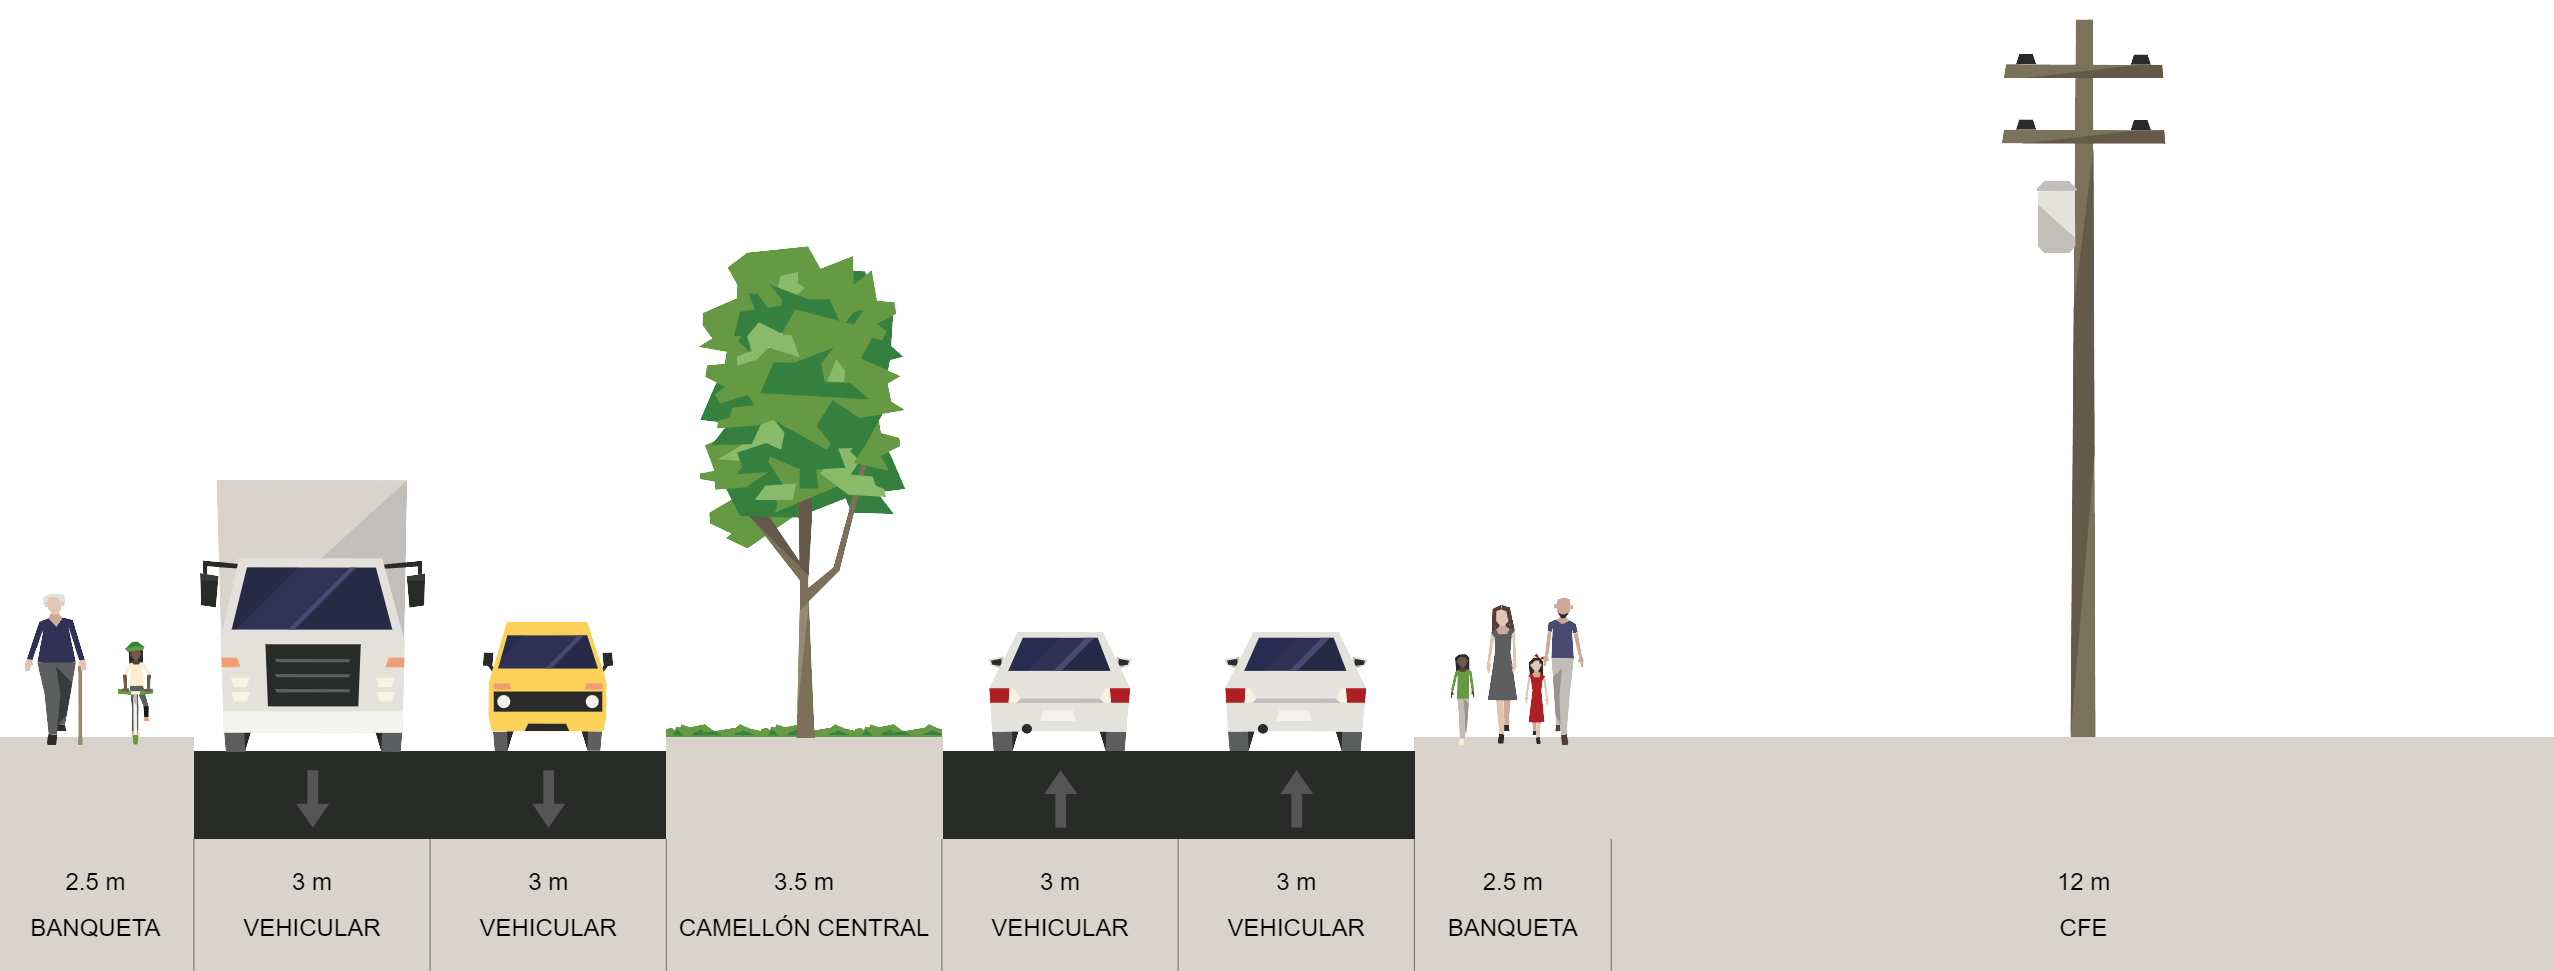 2.5 m
BANQUETA
3 m
VEHICULAR
3 m
VEHICULAR
3.5 m
CAMELLÓN CENTRAL
3 m
VEHICULAR
3 m
VEHICULAR
2.5 m
BANQUETA
12 m
CFE